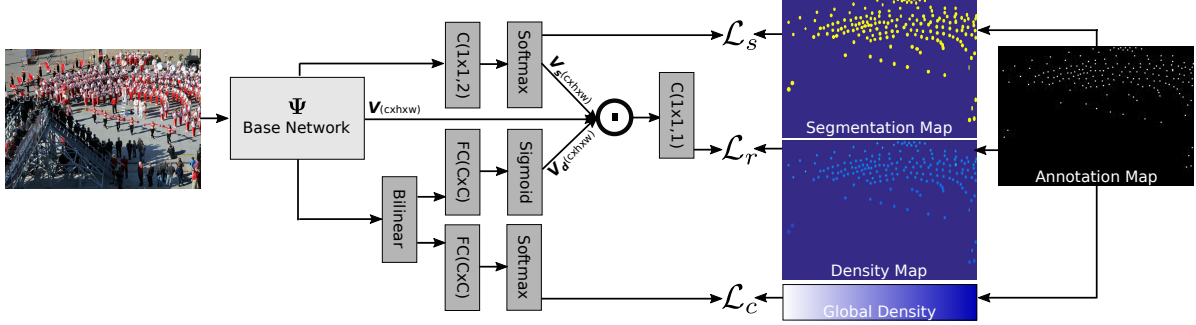 Ψ
Base Network
V(cxhxw)
C(1x1,2)
Softmax
Vs(cxhxw)
Bilinear
FC(CxC)
Sigmoid
Vd(cxhxw)
FC(CxC)
Softmax
C(1x1,1)
ℒs
ℒr
ℒc
Segmentation Map
Density Map
Global Density
Annotation Map